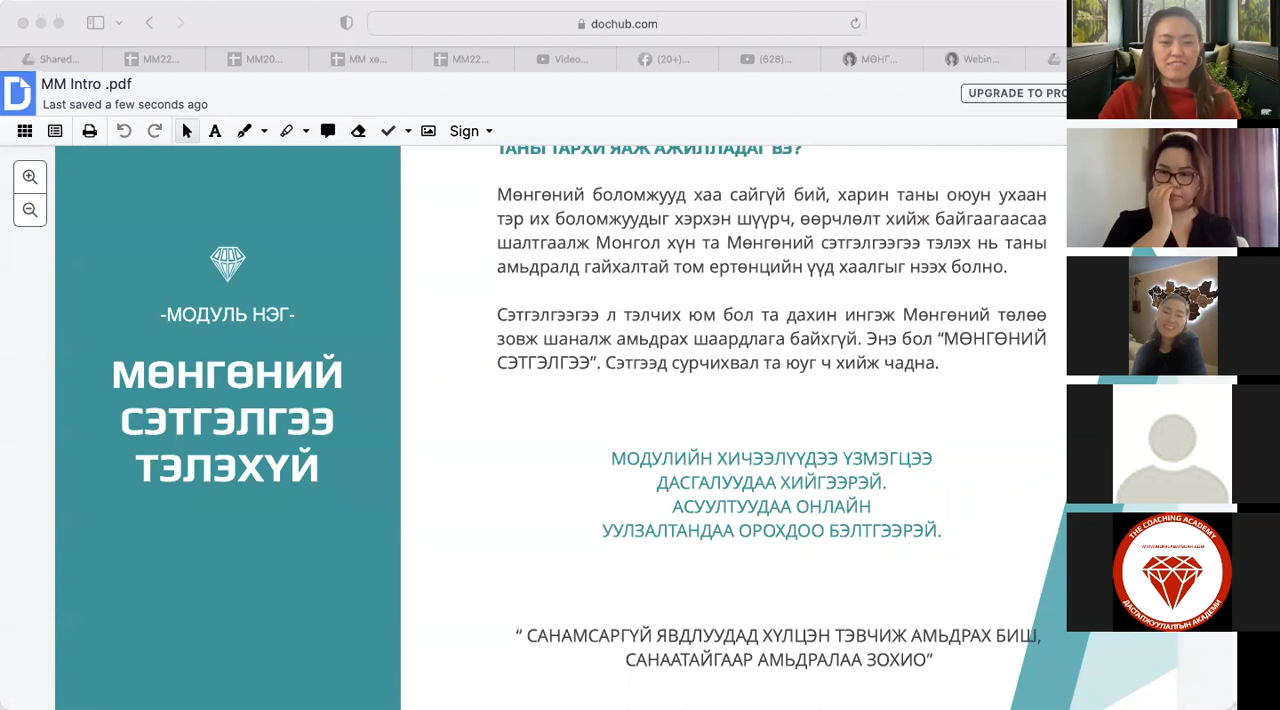 dochub.com
Shared...
MM22...
MM20...
MM хө...
MM22...
Video...
(20+)...
(628)...
МӨНГ...
Webin...
MM Intro .pdf
Last saved a few seconds ago
UPGRADE TO PRO
Sign
ТАНЫ ТАРХИ ЯАЖ АЖИЛЛАДАГ ВЭ?
Мөнгөний боломжууд хаа сайгүй бий, харин таны оюун ухаан
тэр их боломжуудыг хэрхэн шүүрч, өөрчлөлт хийж байгаагаасаа
шалтгаалж Монгол хүн та Мөнгөний сэтгэлгээгээ тэлэх нь таны
амьдралд гайхалтай том ертөнцийн үүд хаалгыг нээх болно.
Сэтгэлгээгээ л тэлчих юм бол та дахин ингэж Мөнгөний төлөө
зовж шаналж амьдрах шаардлага байхгүй. Энэ бол “МӨНГӨНИЙ
СЭТГЭЛГЭЭ”. Сэтгээд сурчихвал та юуг ч хийж чадна.
-МОДУЛЬ НЭГ-
МӨНГӨНИЙ
СЭТГЭЛГЭЭ
ТЭЛЭХҮЙ
МОДУЛИЙН ХИЧЭЭЛҮҮДЭЭ ҮЗМЭГЦЭЭ
ДАСГАЛУУДАА ХИЙГЭЭРЭЙ.
АСУУЛТУУДАА ОНЛАЙН
УУЛЗАЛТАНДАА ОРОХДОО БЭЛТГЭЭРЭЙ.
“ САНАМСАРГҮЙ ЯВДЛУУДАД ХҮЛЦЭН ТЭВЧИЖ АМЬДРАХ БИШ,
САНААТАЙГААР АМЬДРАЛАА ЗОХИО”
THE COACHING ACADEMY
ДАСГАЛЖУУЛАЛТЫН АКАДЕМИ